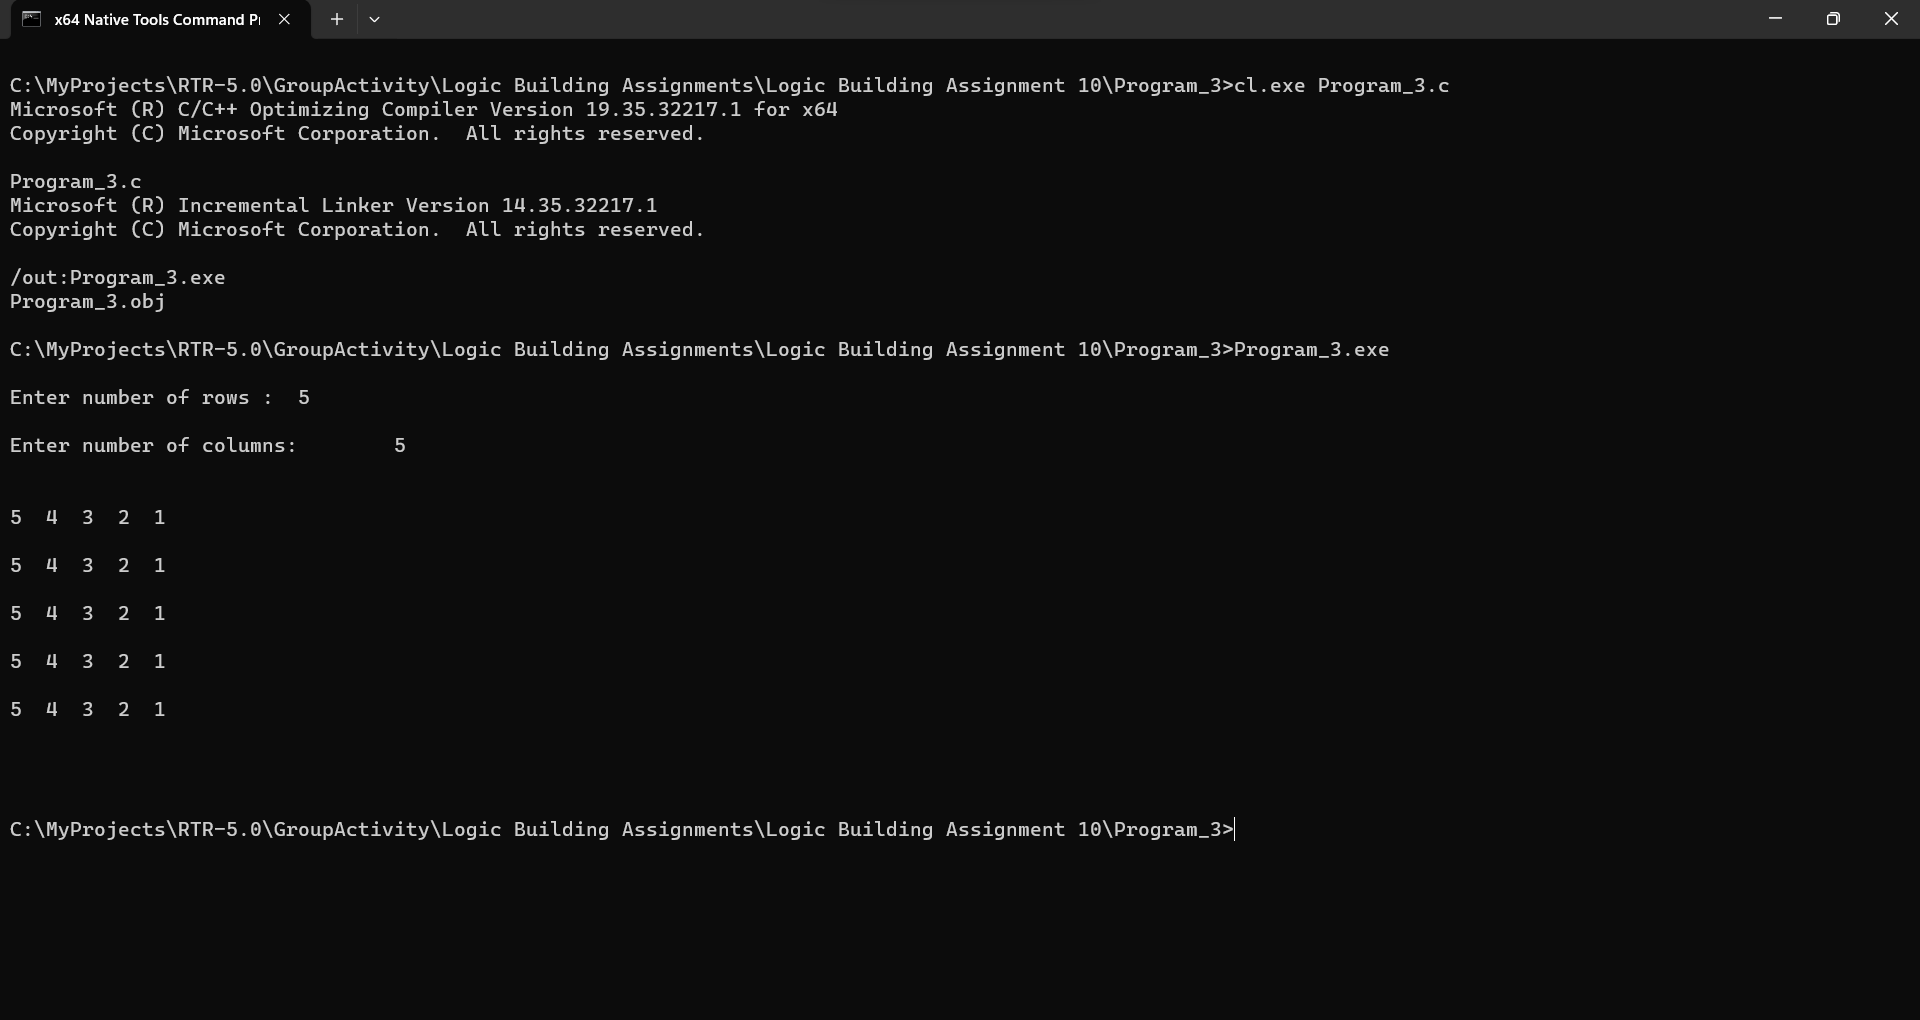 x64 Native Tools Command P
C:\MyProjects\RTR-5.0\GroupActivity\Logic Building Assignments\Logic Building Assignment 10\Program_3>cl.exe Program_3.c
Microsoft (R) C/C++ Optimizing Compiler Version 19.35.32217.1 for x64
Copyright (C) Microsoft Corporation.  All rights reserved.
Program_3.c
Microsoft (R) Incremental Linker Version 14.35.32217.1
Copyright (C) Microsoft Corporation.  All rights reserved.
/out:Program_3.exe
Program_3.obj
C:\MyProjects\RTR-5.0\GroupActivity\Logic Building Assignments\Logic Building Assignment 10\Program_3>Program_3.exe
Enter number of rows :  5
Enter number of columns:        5
5  4  3  2  1
5  4  3  2  1
5  4  3  2  1
5  4  3  2  1
5  4  3  2  1
C:\MyProjects\RTR-5.0\GroupActivity\Logic Building Assignments\Logic Building Assignment 10\Program_3>